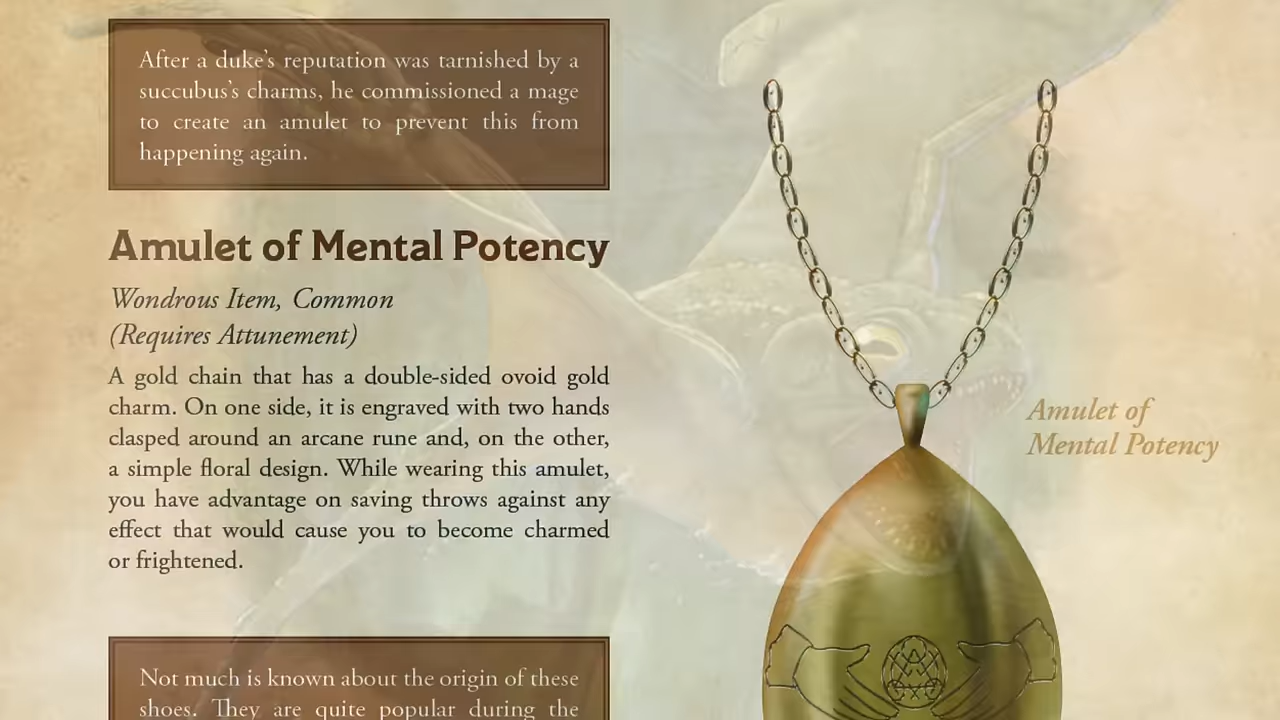 After a duke’s reputation was tarnished by a
succubus’s charms, he commissioned a mage
to create an amulet to prevent this from
happening again.
Amulet of Mental Potency
Wondrous Item, Common
(Requires Attunement)
A gold chain that has a double-sided ovoid gold
charm. On one side, it is engraved with two hands
clasped around an arcane rune and, on the other,
a simple floral design. While wearing this amulet,
you have advantage on saving throws against any
effect that would cause you to become charmed
or frightened.
Amulet of
Mental Potency
Not much is known about the origin of these
shoes. They are quite popular during the